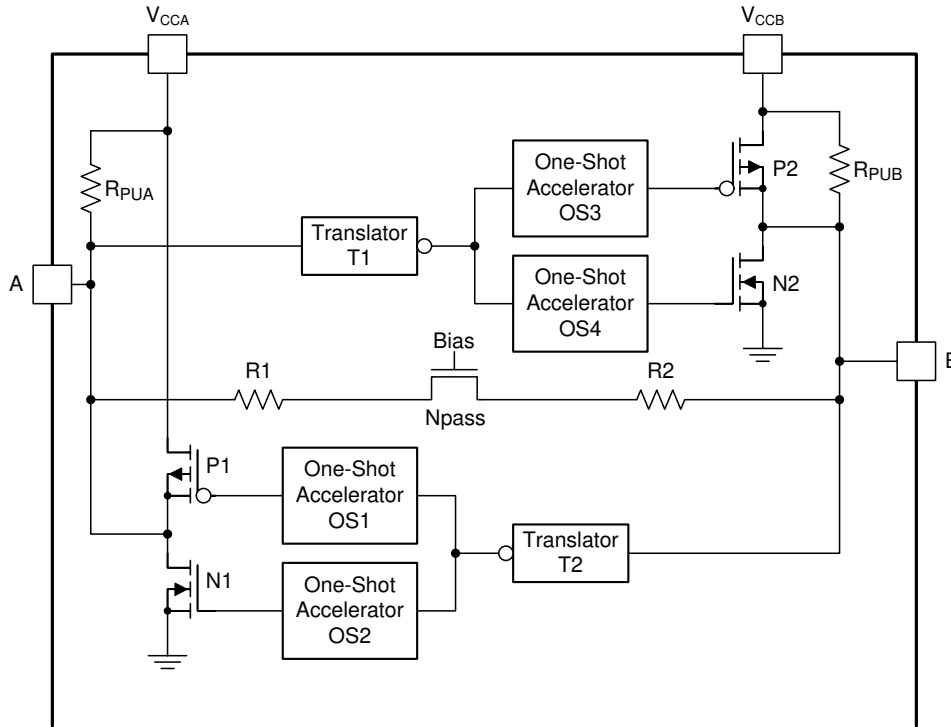 VCCA
VCCB
RPUA
One-Shot
Accelerator
OS3
P2
RPUB
Translator
T1
A
One-Shot
Accelerator
OS4
N2
Bias
B
R1
R2
Npass
P1
One-Shot
Accelerator
OS1
Translator
T2
N1
One-Shot
Accelerator
OS2